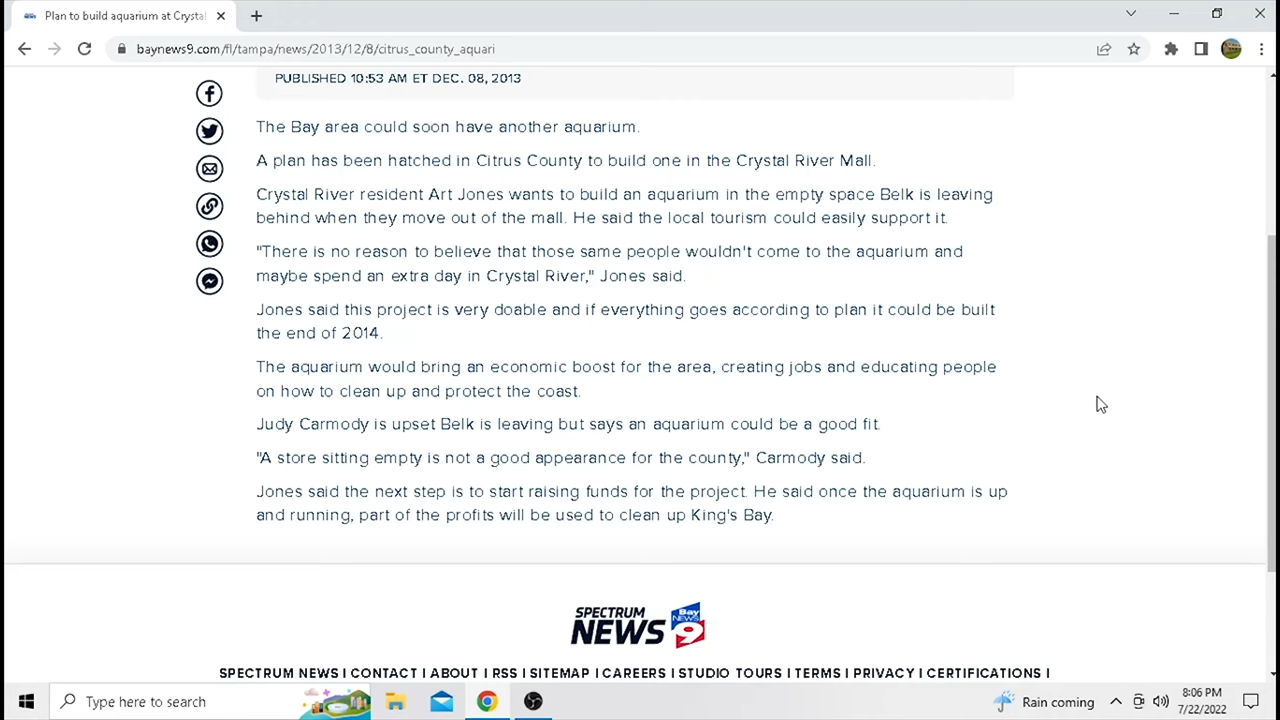 Plan to build aquarium at Crystal
baynews9.com/fl/tampa/news/2013/12/8/citrus_county_aquari
PUBLISHED 10:53 AM ET DEC. 08, 2013
The Bay area could soon have another aquarium.
A plan has been hatched in Citrus County to build one in the Crystal River Mall.
Crystal River resident Art Jones wants to build an aquarium in the empty space Belk is leaving
behind when they move out of the mall. He said the local tourism could easily support it.
"There is no reason to believe that those same people wouldn't come to the aquarium and
maybe spend an extra day in Crystal River," Jones said.
Jones said this project is very doable and if everything goes according to plan it could be built
the end of 2014.
The aquarium would bring an economic boost for the area, creating jobs and educating people
on how to clean up and protect the coast.
Judy Carmody is upset Belk is leaving but says an aquarium could be a good fit.
"A store sitting empty is not a good appearance for the county," Carmody said.
Jones said the next step is to start raising funds for the project. He said once the aquarium is up
and running, part of the profits will be used to clean up King's Bay.
SPECTRUM
NEWS
Bay
NEWS
9
SPECTRUM NEWS | CONTACT | ABOUT | RSS | SITEMAP | CAREERS | STUDIO TOURS | TERMS | PRIVACY | CERTIFICATIONS |
Type here to search
Rain coming
8:06 PM
7/22/2022